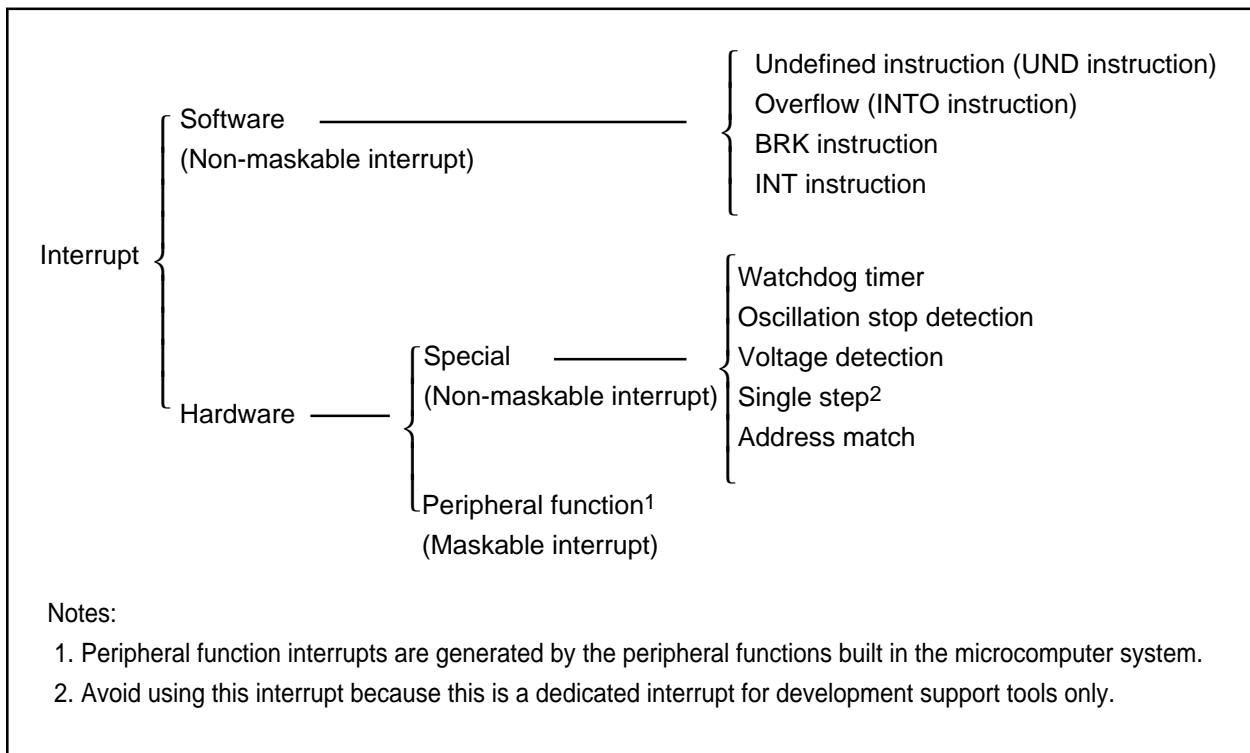 Interrupt
Software
(Non-maskable interrupt)
Undefined instruction (UND instruction)
Overflow (INTO instruction)
BRK instruction
INT instruction
Hardware
Special
(Non-maskable interrupt)
Watchdog timer
Oscillation stop detection
Voltage detection
Single step2
Address match
Peripheral function1
(Maskable interrupt)
Notes:
1. Peripheral function interrupts are generated by the peripheral functions built in the microcomputer system.
2. Avoid using this interrupt because this is a dedicated interrupt for development support tools only.